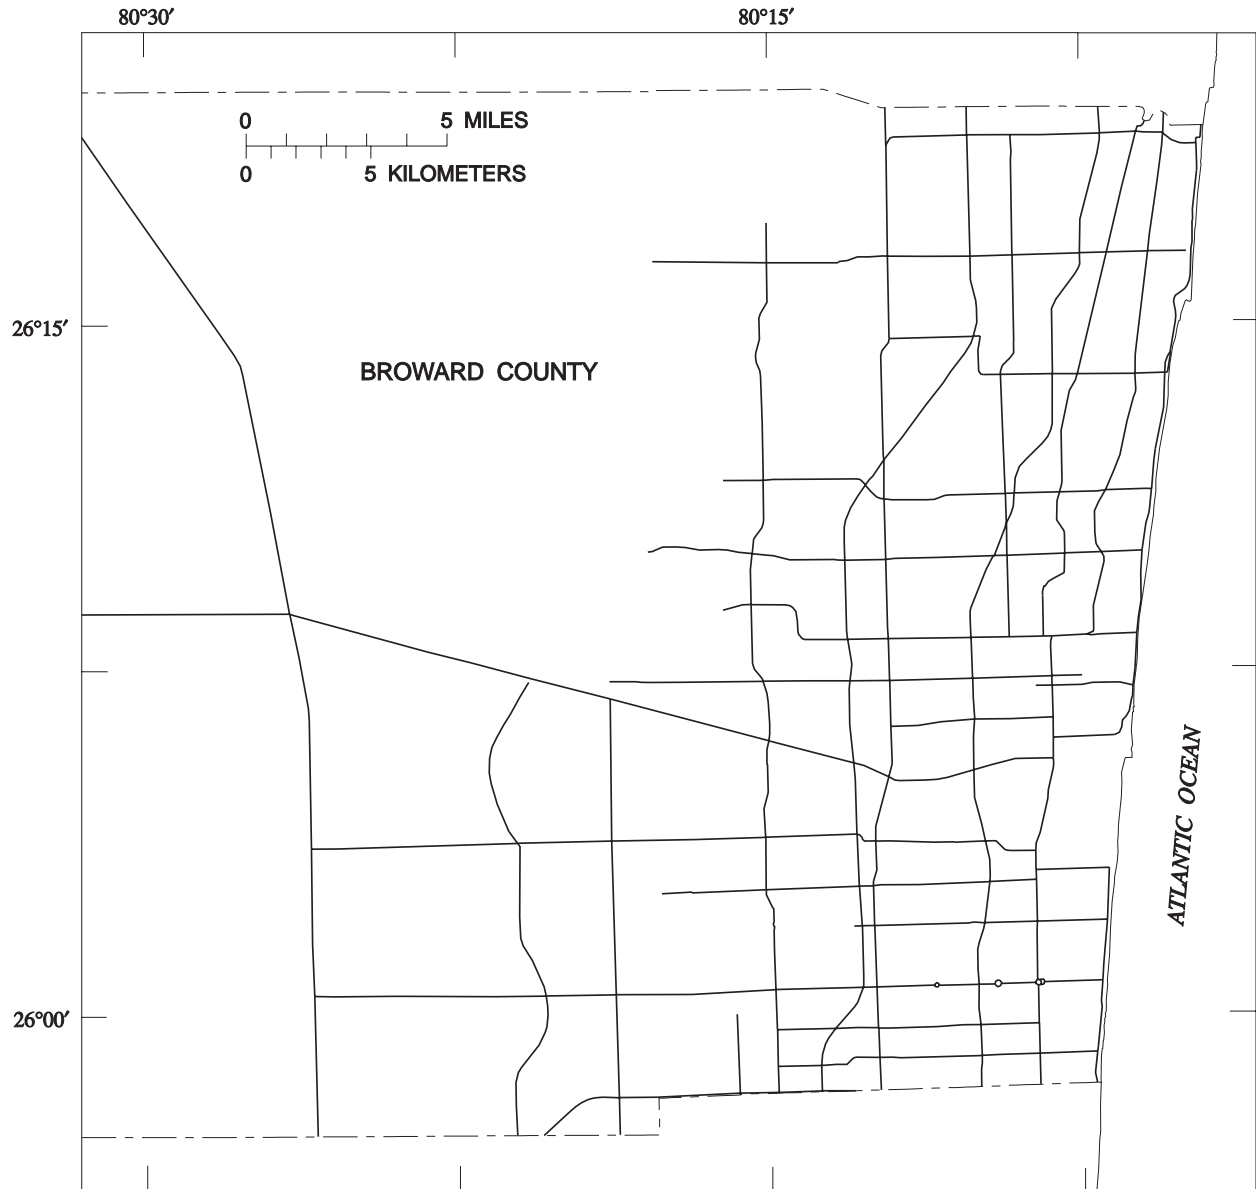 80°30′ 80°15′
0 5 MILES
0 5 KILOMETERS
26°15′
BROWARD COUNTY
ATLANTIC OCEAN
26°00′